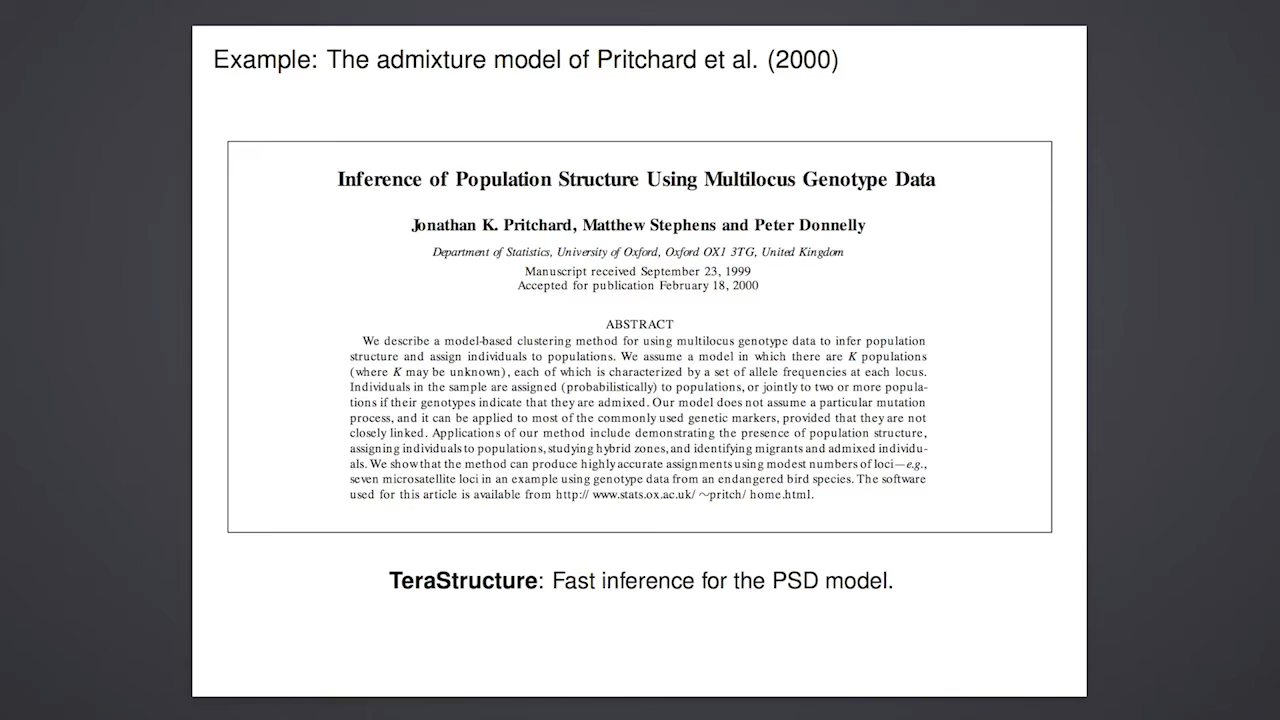 Example: The admixture model of Pritchard et al. (2000)
Inference of Population Structure Using Multilocus Genotype Data
Jonathan K. Pritchard, Matthew Stephens and Peter Donnelly
Department of Statistics, University of Oxford, Oxford OX1 3TG, United Kingdom
Manuscript received September 23, 1999
Accepted for publication February 18, 2000
ABSTRACT
We describe a model-based clustering method for using multilocus genotype data to infer population
structure and assign individuals to populations. We assume a model in which there are K populations
(where K may be unknown), each of which is characterized by a set of allele frequencies at each locus.
Individuals in the sample are assigned (probabilistically) to populations, or jointly to two or more popula-
tions if their genotypes indicate that they are admixed. Our model does not assume a particular mutation
process, and it can be applied to most of the commonly used genetic markers, provided that they are not
closely linked. Applications of our method include demonstrating the presence of population structure,
assigning individuals to populations, studying hybrid zones, and identifying migrants and admixed individu-
als. We show that the method can produce highly accurate assignments using modest numbers of loci—e.g.,
seven microsatellite loci in an example using genotype data from an endangered bird species. The software
used for this article is available from http:// www.stats.ox.ac.uk/ ~pritch/ home.html.
TeraStructure: Fast inference for the PSD model.